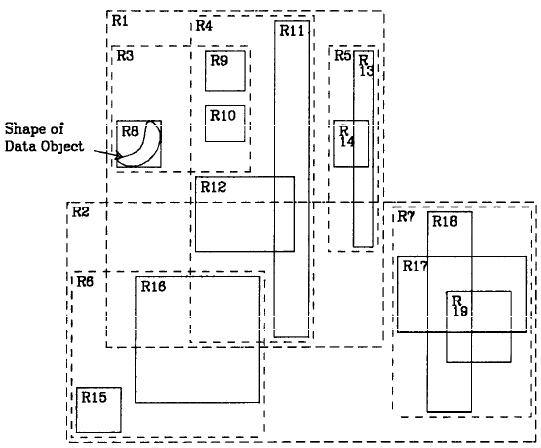 R1
R4
R11
R3
R9
R5
R
13
R10
Shape of
Data Object
R8
R
14
R12
R2
R7
R18
R17
R6
R16
R
19
R15